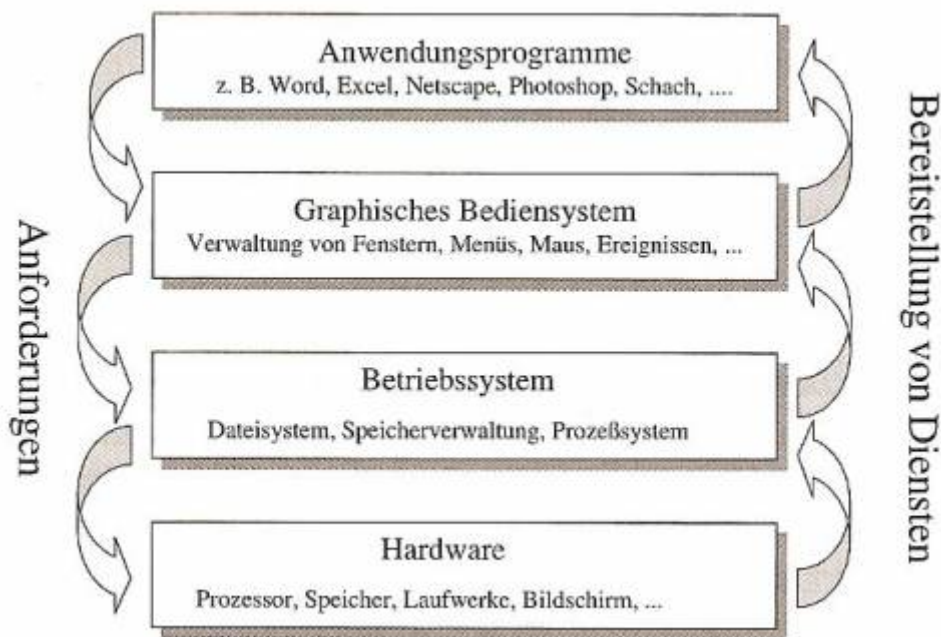 Anwendungsprogramme
z. B. Word, Excel, Netscape, Photoshop, Schach, ....
Graphisches Bediensystem
Verwaltung von Fenstern, Menüs, Maus, Ereignissen, ...
Betriebssystem
Dateisystem, Speicherverwaltung, Prozeßsystem
Hardware
Prozessor, Speicher, Laufwerke, Bildschirm, ...
Anforderungen
Bereitstellung von Diensten